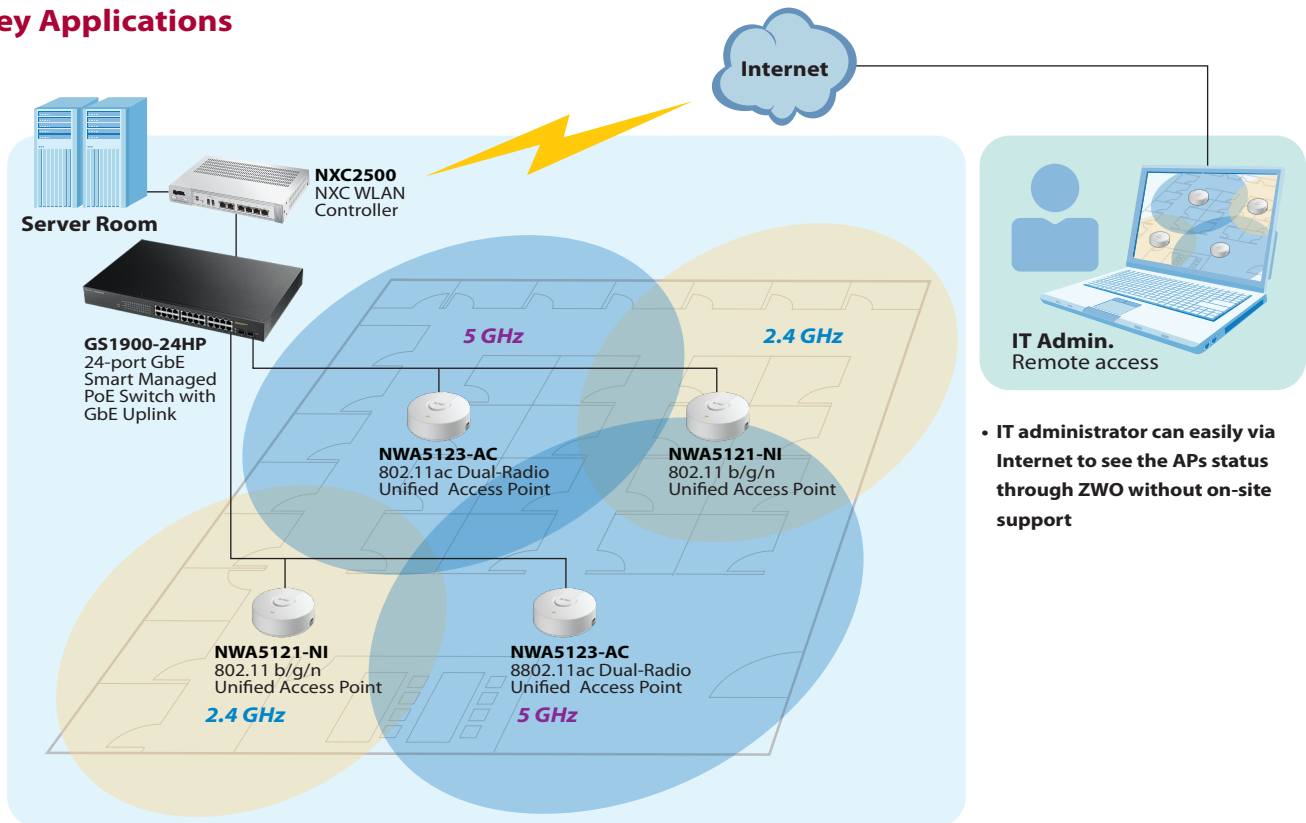 ey Applications
Internet
NXC2500
NXC WLAN
Controller
Server Room
GS1900-24HP
24-port GbE
Smart Managed
PoE Switch with
GbE Uplink
5 GHz
2.4 GHz
NWA5123-AC
802.11ac Dual-Radio
Unified Access Point
NWA5121-NI
802.11 b/g/n
Unified Access Point
NWA5121-NI
802.11 b/g/n
Unified Access Point
2.4 GHz
NWA5123-AC
8802.11ac Dual-Radio
Unified Access Point
5 GHz
IT Admin.
Remote access
• IT administrator can easily via
Internet to see the APs status
through ZWO without on-site
support